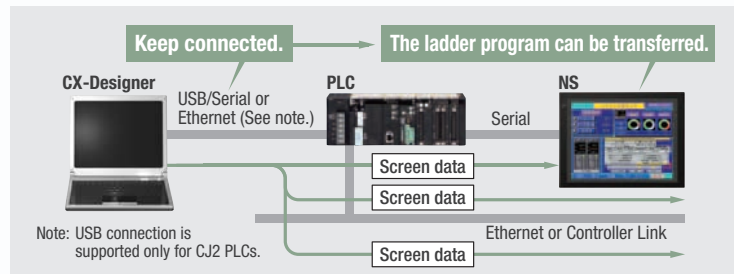 Keep connected.
The ladder program can be transferred.
CX-Designer
PLC
NS
USB/Serial or
Ethernet (See note.)
Serial
Screen data
Screen data
Ethernet or Controller Link
Note: USB connection is
supported only for CJ2 PLCs.
Screen data